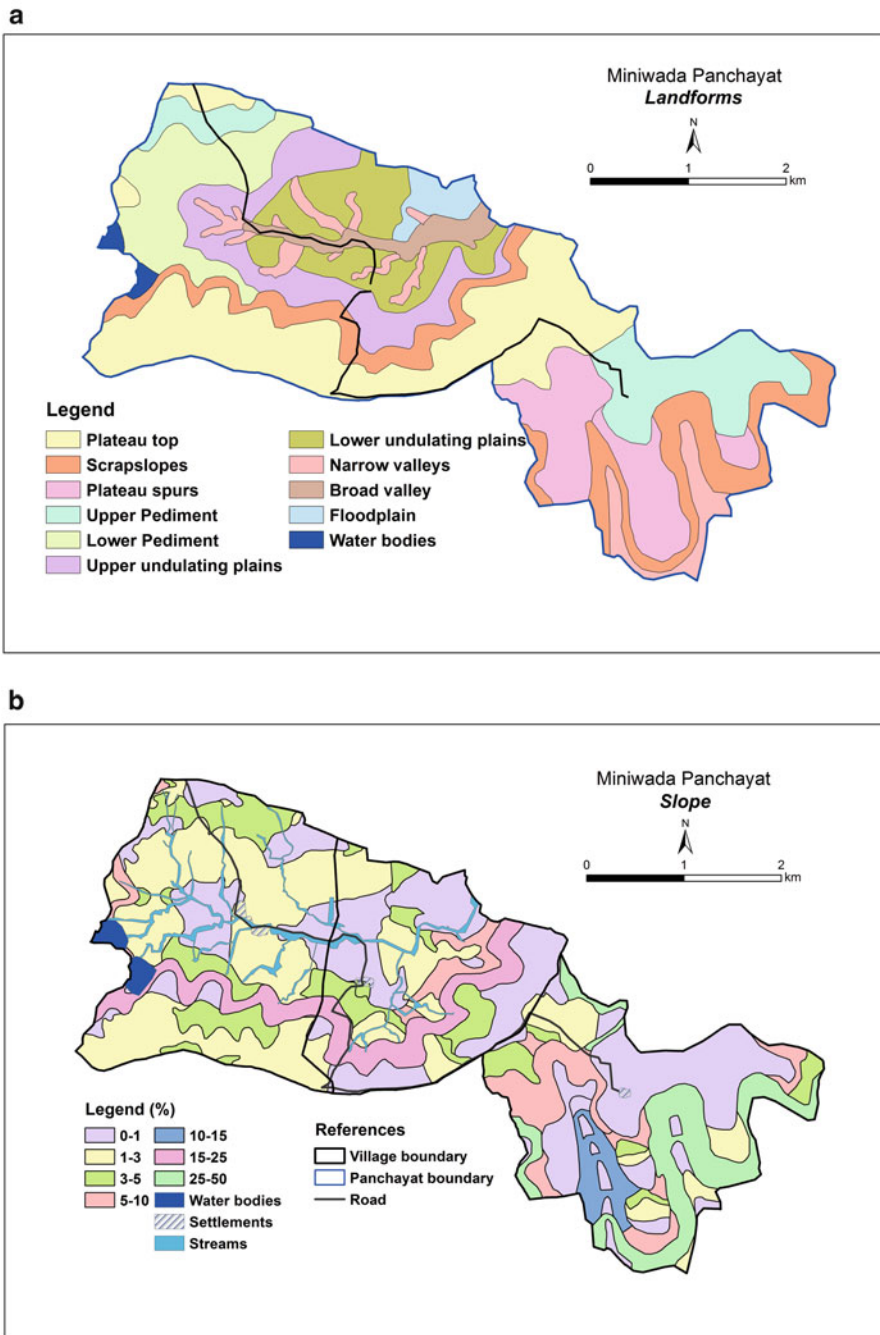 a
Miniwada Panchayat
Landforms
N
0 1 2
km
Legend
Plateau top
Scrapslopes
Plateau spurs
Upper Pediment
Lower Pediment
Upper undulating plains
Lower undulating plains
Narrow valleys
Broad valley
Floodplain
Water bodies
b
Miniwada Panchayat
Slope
N
0 1 2
km
Legend (%)
0-1
1-3
3-5
5-10
10-15
15-25
25-50
Water bodies
Settlements
Streams
References
Village boundary
Panchayat boundary
Road